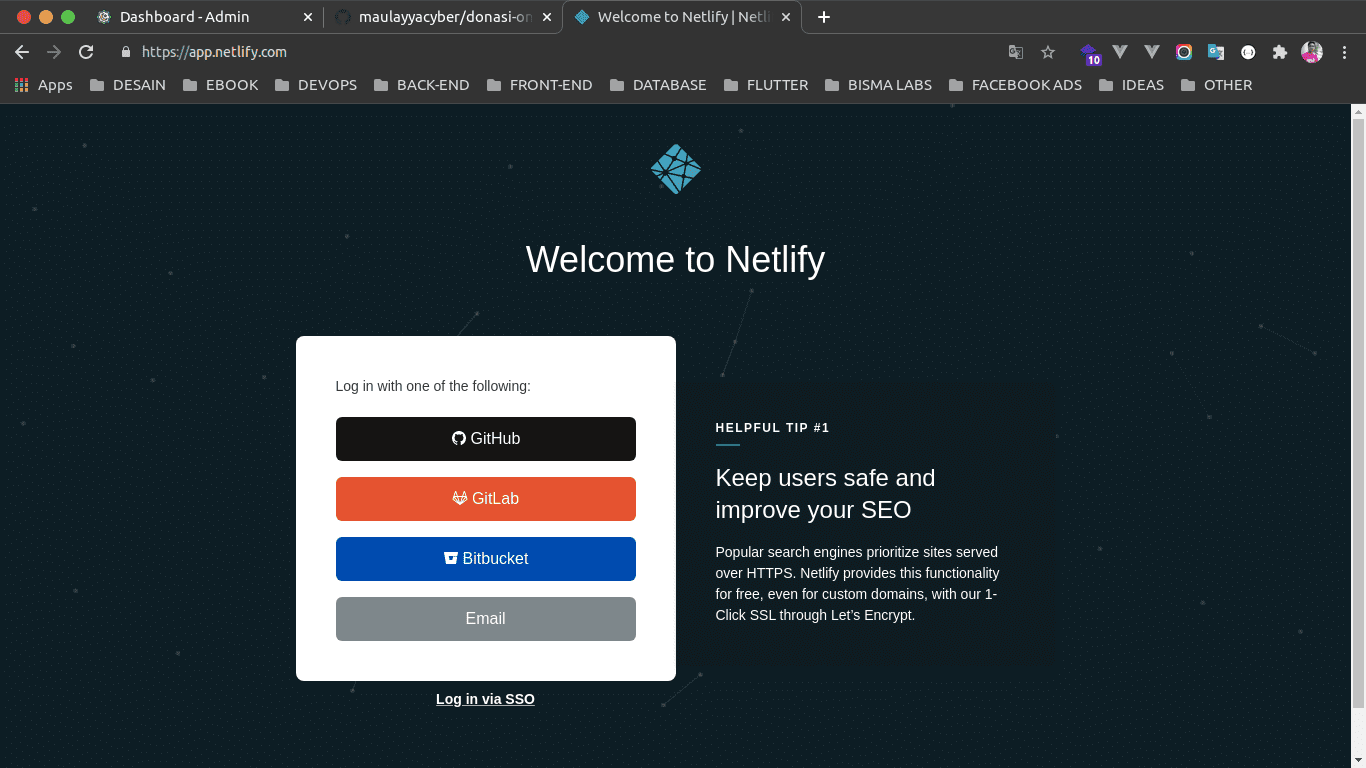 Dashboard - Admin
maulayyacyber/donasi-on
Welcome to Netlify | Netl
https://app.netlify.com
10
Apps
DESAIN
EBOOK
DEVOPS
BACK-END
FRONT-END
DATABASE
FLUTTER
BISMA LABS
FACEBOOK ADS
IDEAS
OTHER
Welcome to Netlify
Log in with one of the following:
GitHub
GitLab
Bitbucket
Email
Log in via SSO
HELPFUL TIP #1
Keep users safe and
improve your SEO
Popular search engines prioritize sites served
over HTTPS. Netlify provides this functionality
for free, even for custom domains, with our 1-
Click SSL through Let’s Encrypt.